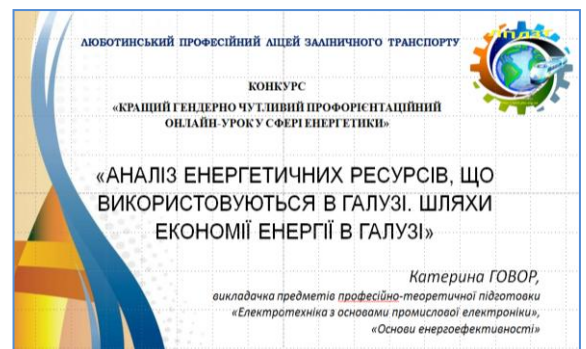 ЛЮБОТИНСЬКИЙ ПРОФЕСІЙНИЙ ЛІЦЕЙ ЗАЛІЗНИЧНОГО ТРАНСПОРТУ
КОНКУРС
«КРАЩИЙ ГЕНДЕРНО ЧУТЛИВИЙ ПРОФОРІЄНТАЦІЙНИЙ
ОНЛАЙН-УРОК У СФЕРІ ЕНЕРГЕТИКИ»
«АНАЛІЗ ЕНЕРГЕТИЧНИХ РЕСУРСІВ, ЩО
ВИКОРИСТОВУЮТЬСЯ В ГАЛУЗІ. ШЛЯХИ
ЕКОНОМІЇ ЕНЕРГІЇ В ГАЛУЗІ»
Катерина ГОВОР,
викладачка предметів професійно-теоретичної підготовки
«Електротехніка з основами промислової електроніки»,
«Основи енергоефективності»